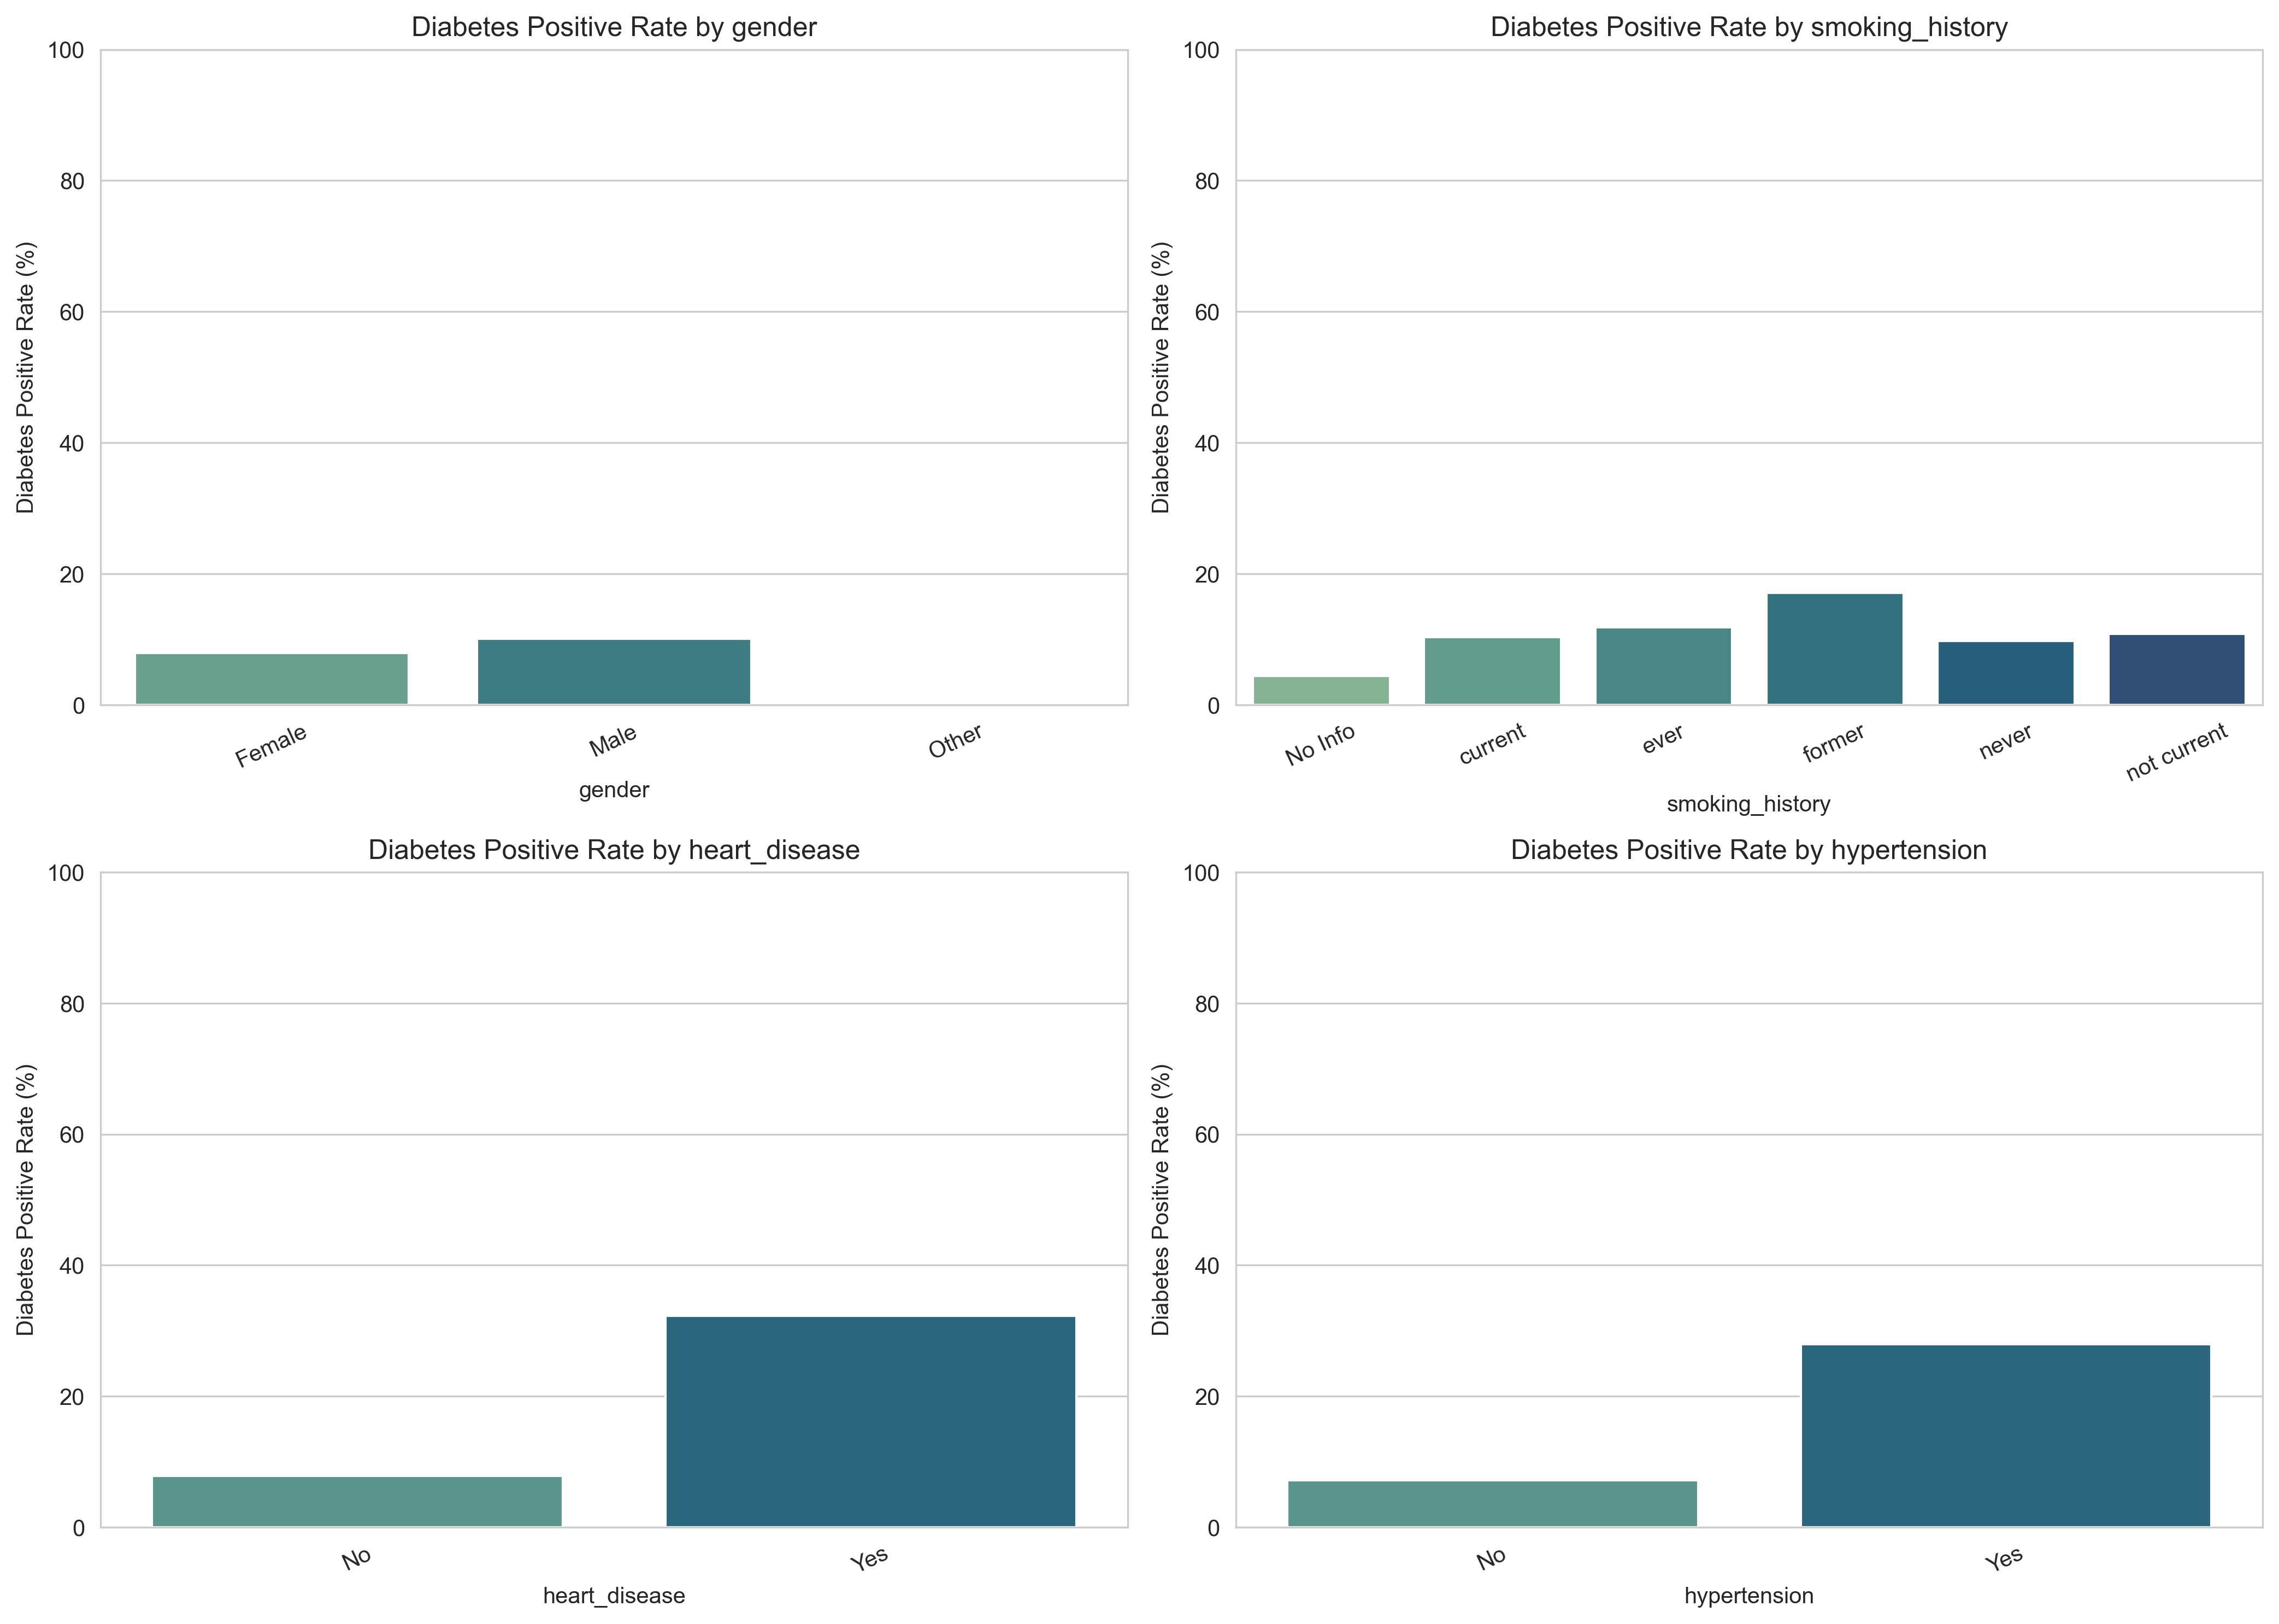 Diabetes Positive Rate by gender
100
80
60
40
20
0
Diabetes Positive Rate (%)
Female
Male
Other
gender
Diabetes Positive Rate by smoking_history
100
80
60
40
20
0
Diabetes Positive Rate (%)
No Info
current
ever
former
never
not current
smoking_history
Diabetes Positive Rate by heart_disease
100
80
60
40
20
0
Diabetes Positive Rate (%)
No
Yes
heart_disease
Diabetes Positive Rate by hypertension
100
80
60
40
20
0
Diabetes Positive Rate (%)
No
Yes
hypertension